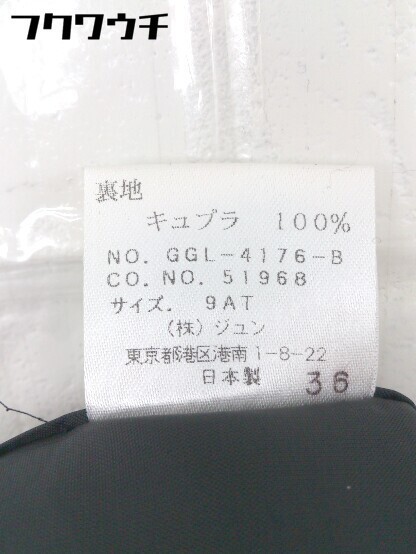 フクワウチ
裏地
キュプラ 100%
NO. GGL-4176-B
CO. NO. 51968
サイズ. 9AT
(株)ジュン
東京都港区港南1-8-22
日本製 36